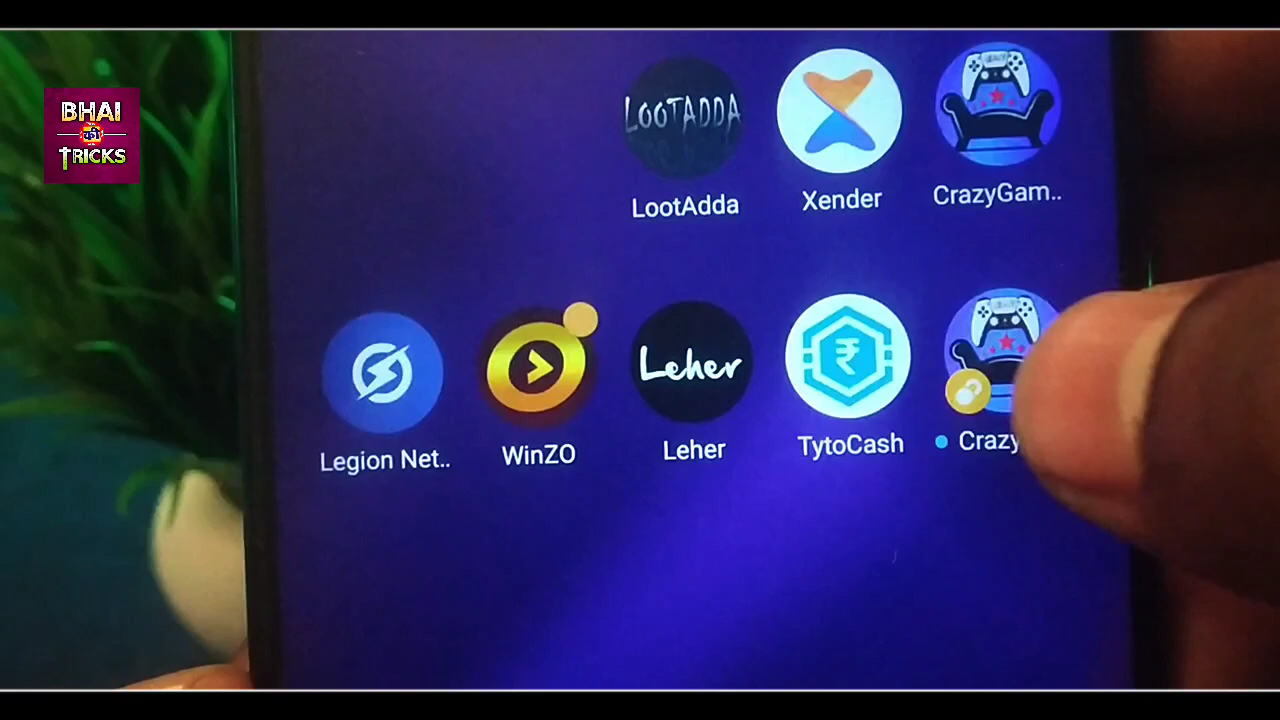 BHAI
की
TRICKS
LOOTADDA
LootAdda
Xender
CrazyGam..
Leher
₹
Legion Net..
WinZO
Leher
TytoCash
Crazy